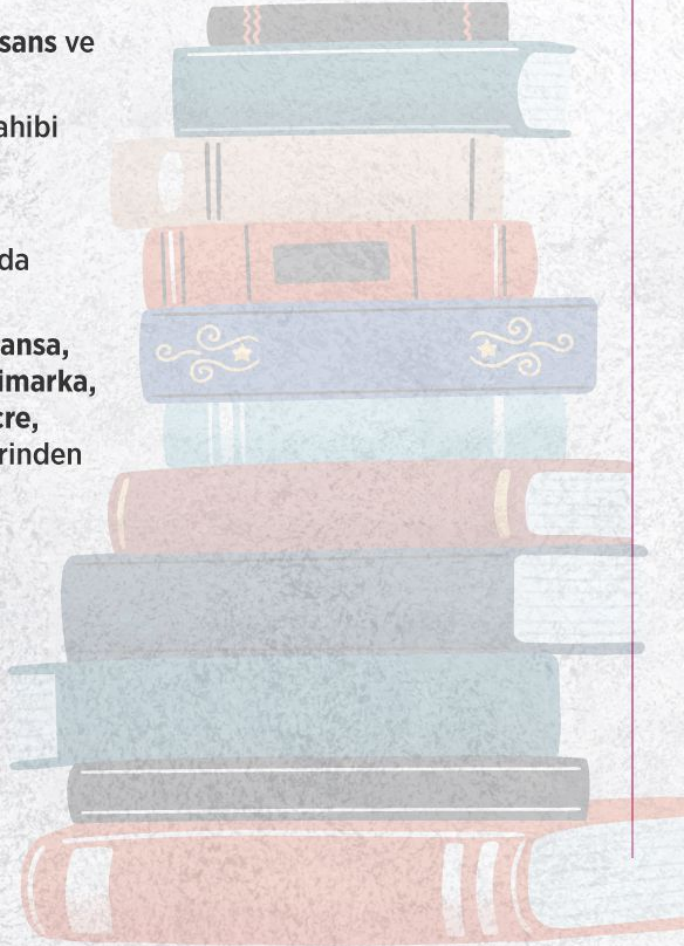 sans ve
ahibi
da
ansa,
imarka,
cre,
rinden